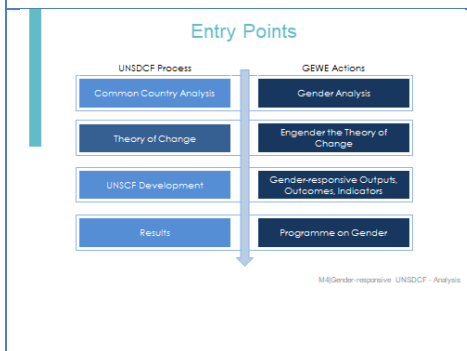 Entry Points
UNSDCF Process
GEWE Actions
Common Country Analysis
Gender Analysis
Theory of Change
Engender the Theory of
Change
UNSCF Development
Gender-responsive Outputs,
Outcomes, Indicators
Results
Programme on Gender
M4|Gender-responsive UNSDCF - Analysis